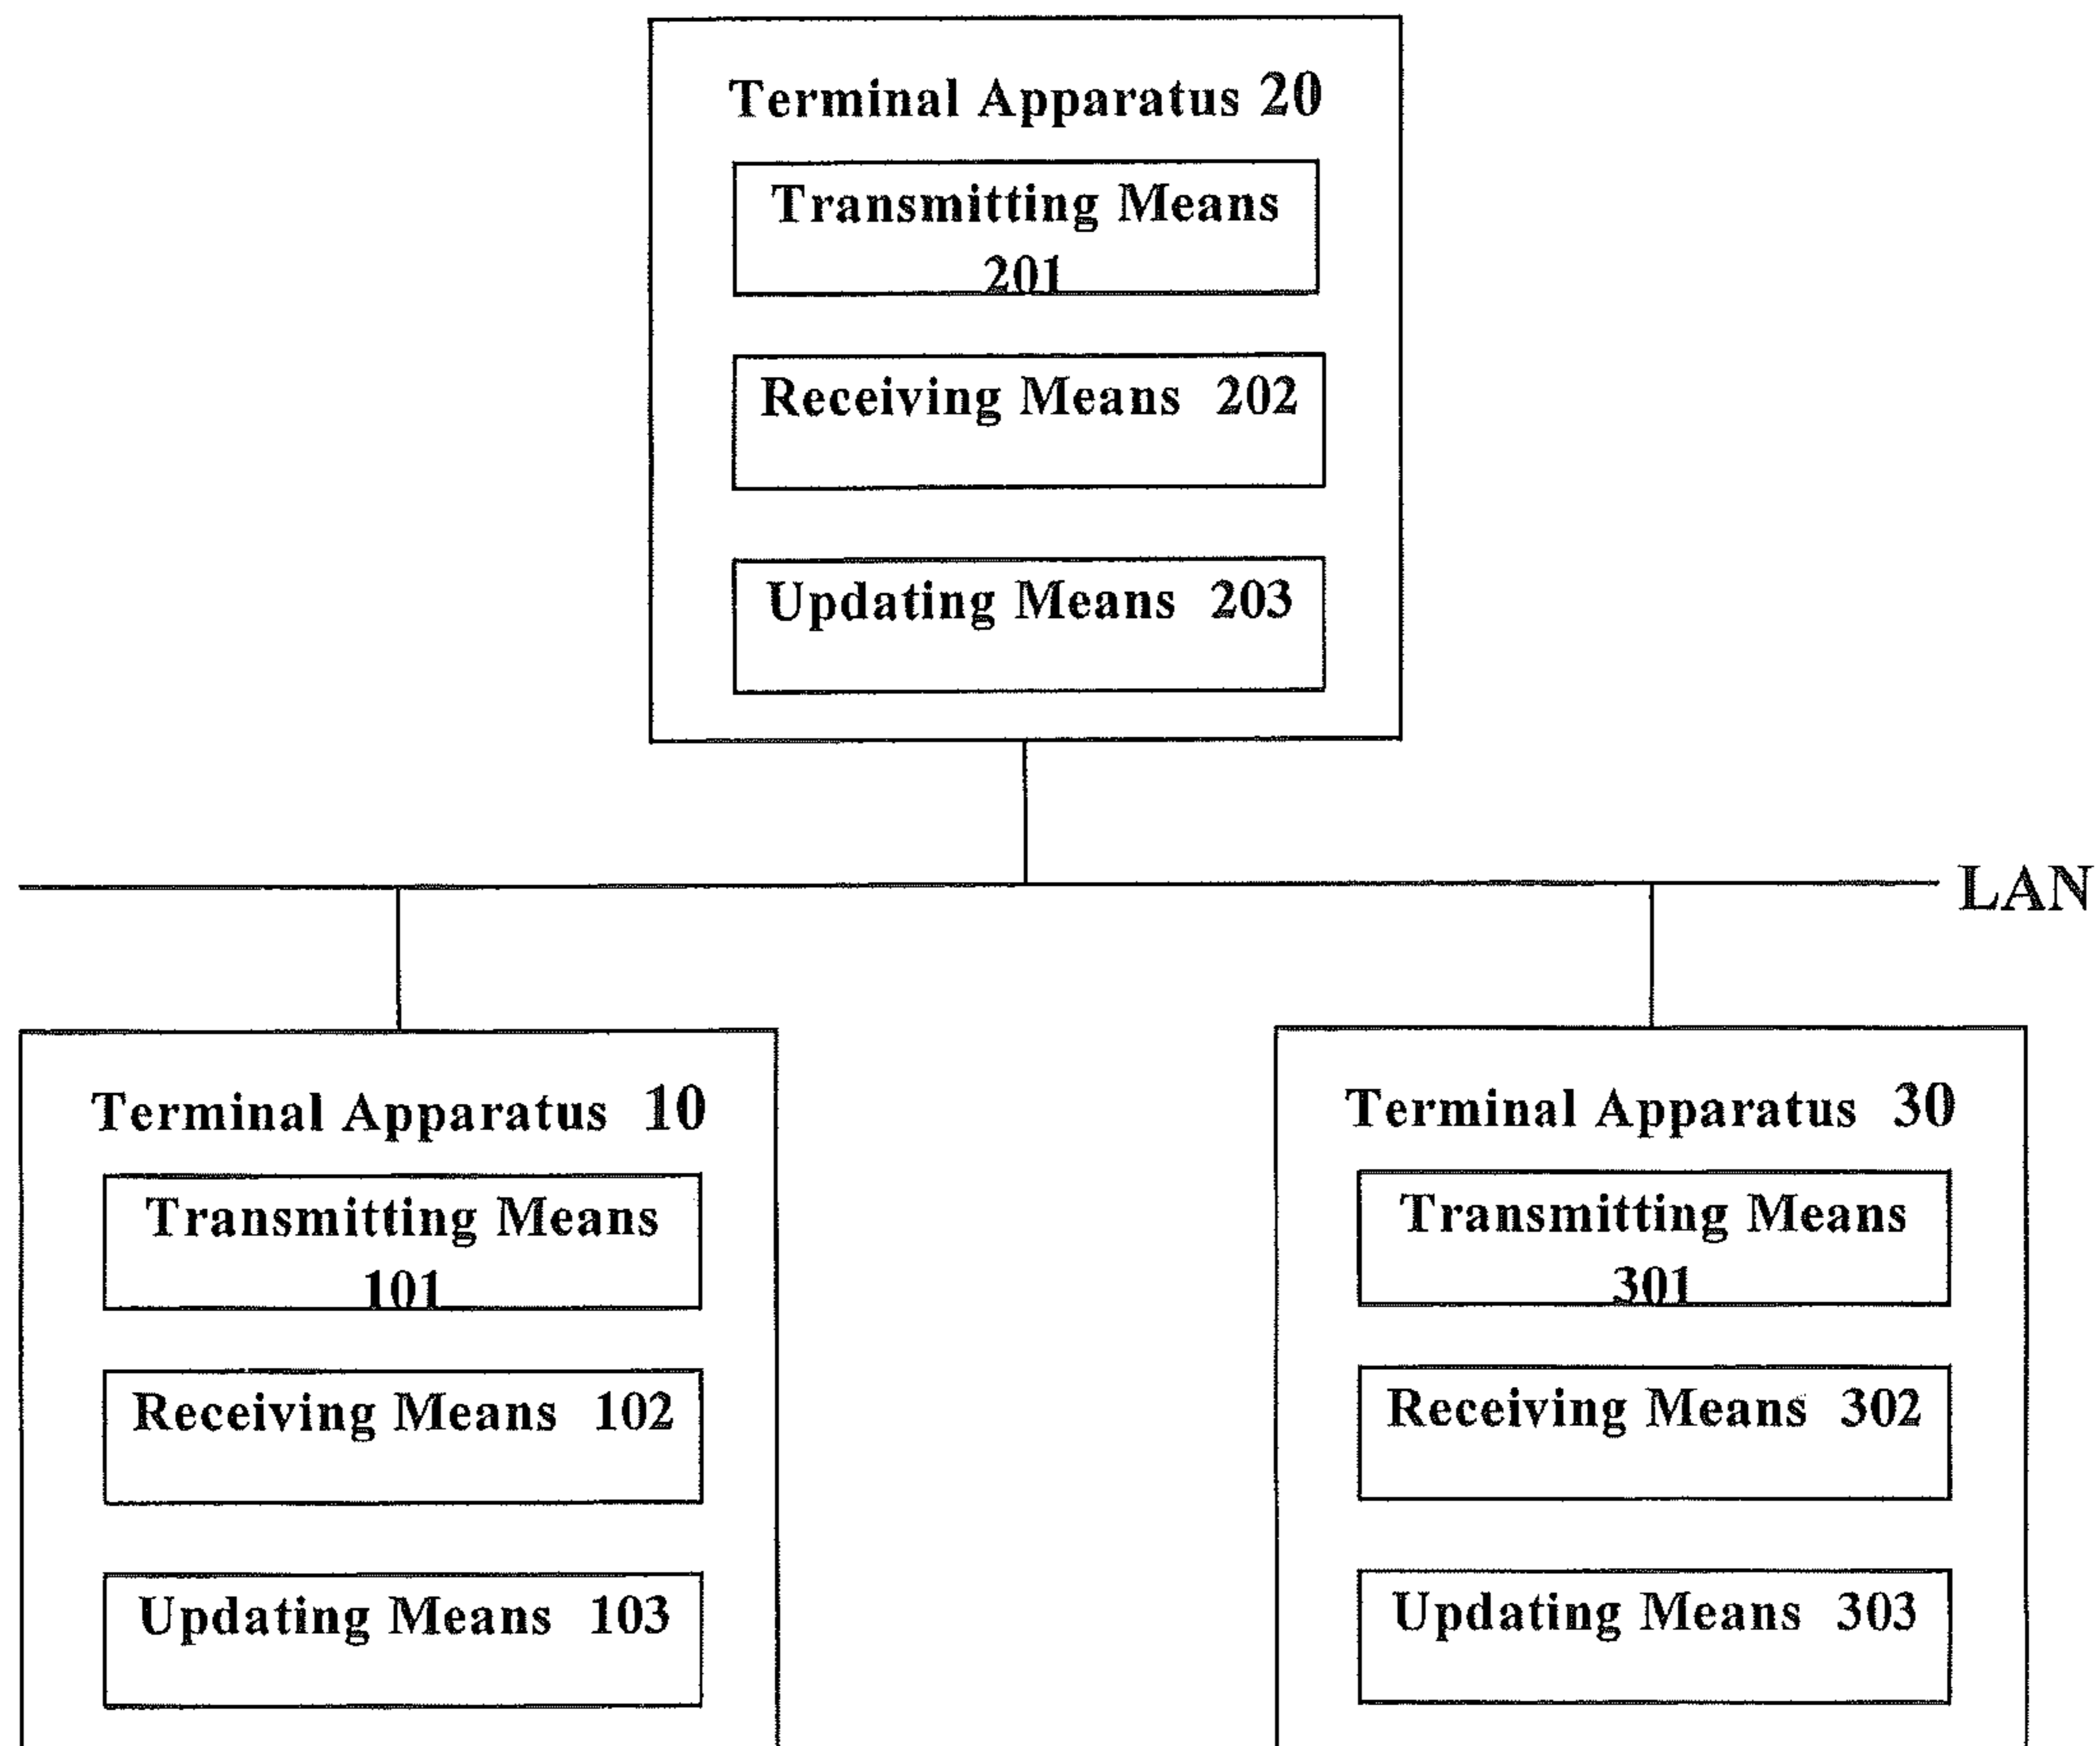 Terminal Apparatus 20
Transmitting Means
201
Receiving Means 202
Updating Means 203
LAN
Terminal Apparatus 10
Transmitting Means
101
Receiving Means 102
Updating Means 103
Terminal Apparatus 30
Transmitting Means
301
Receiving Means 302
Updating Means 303